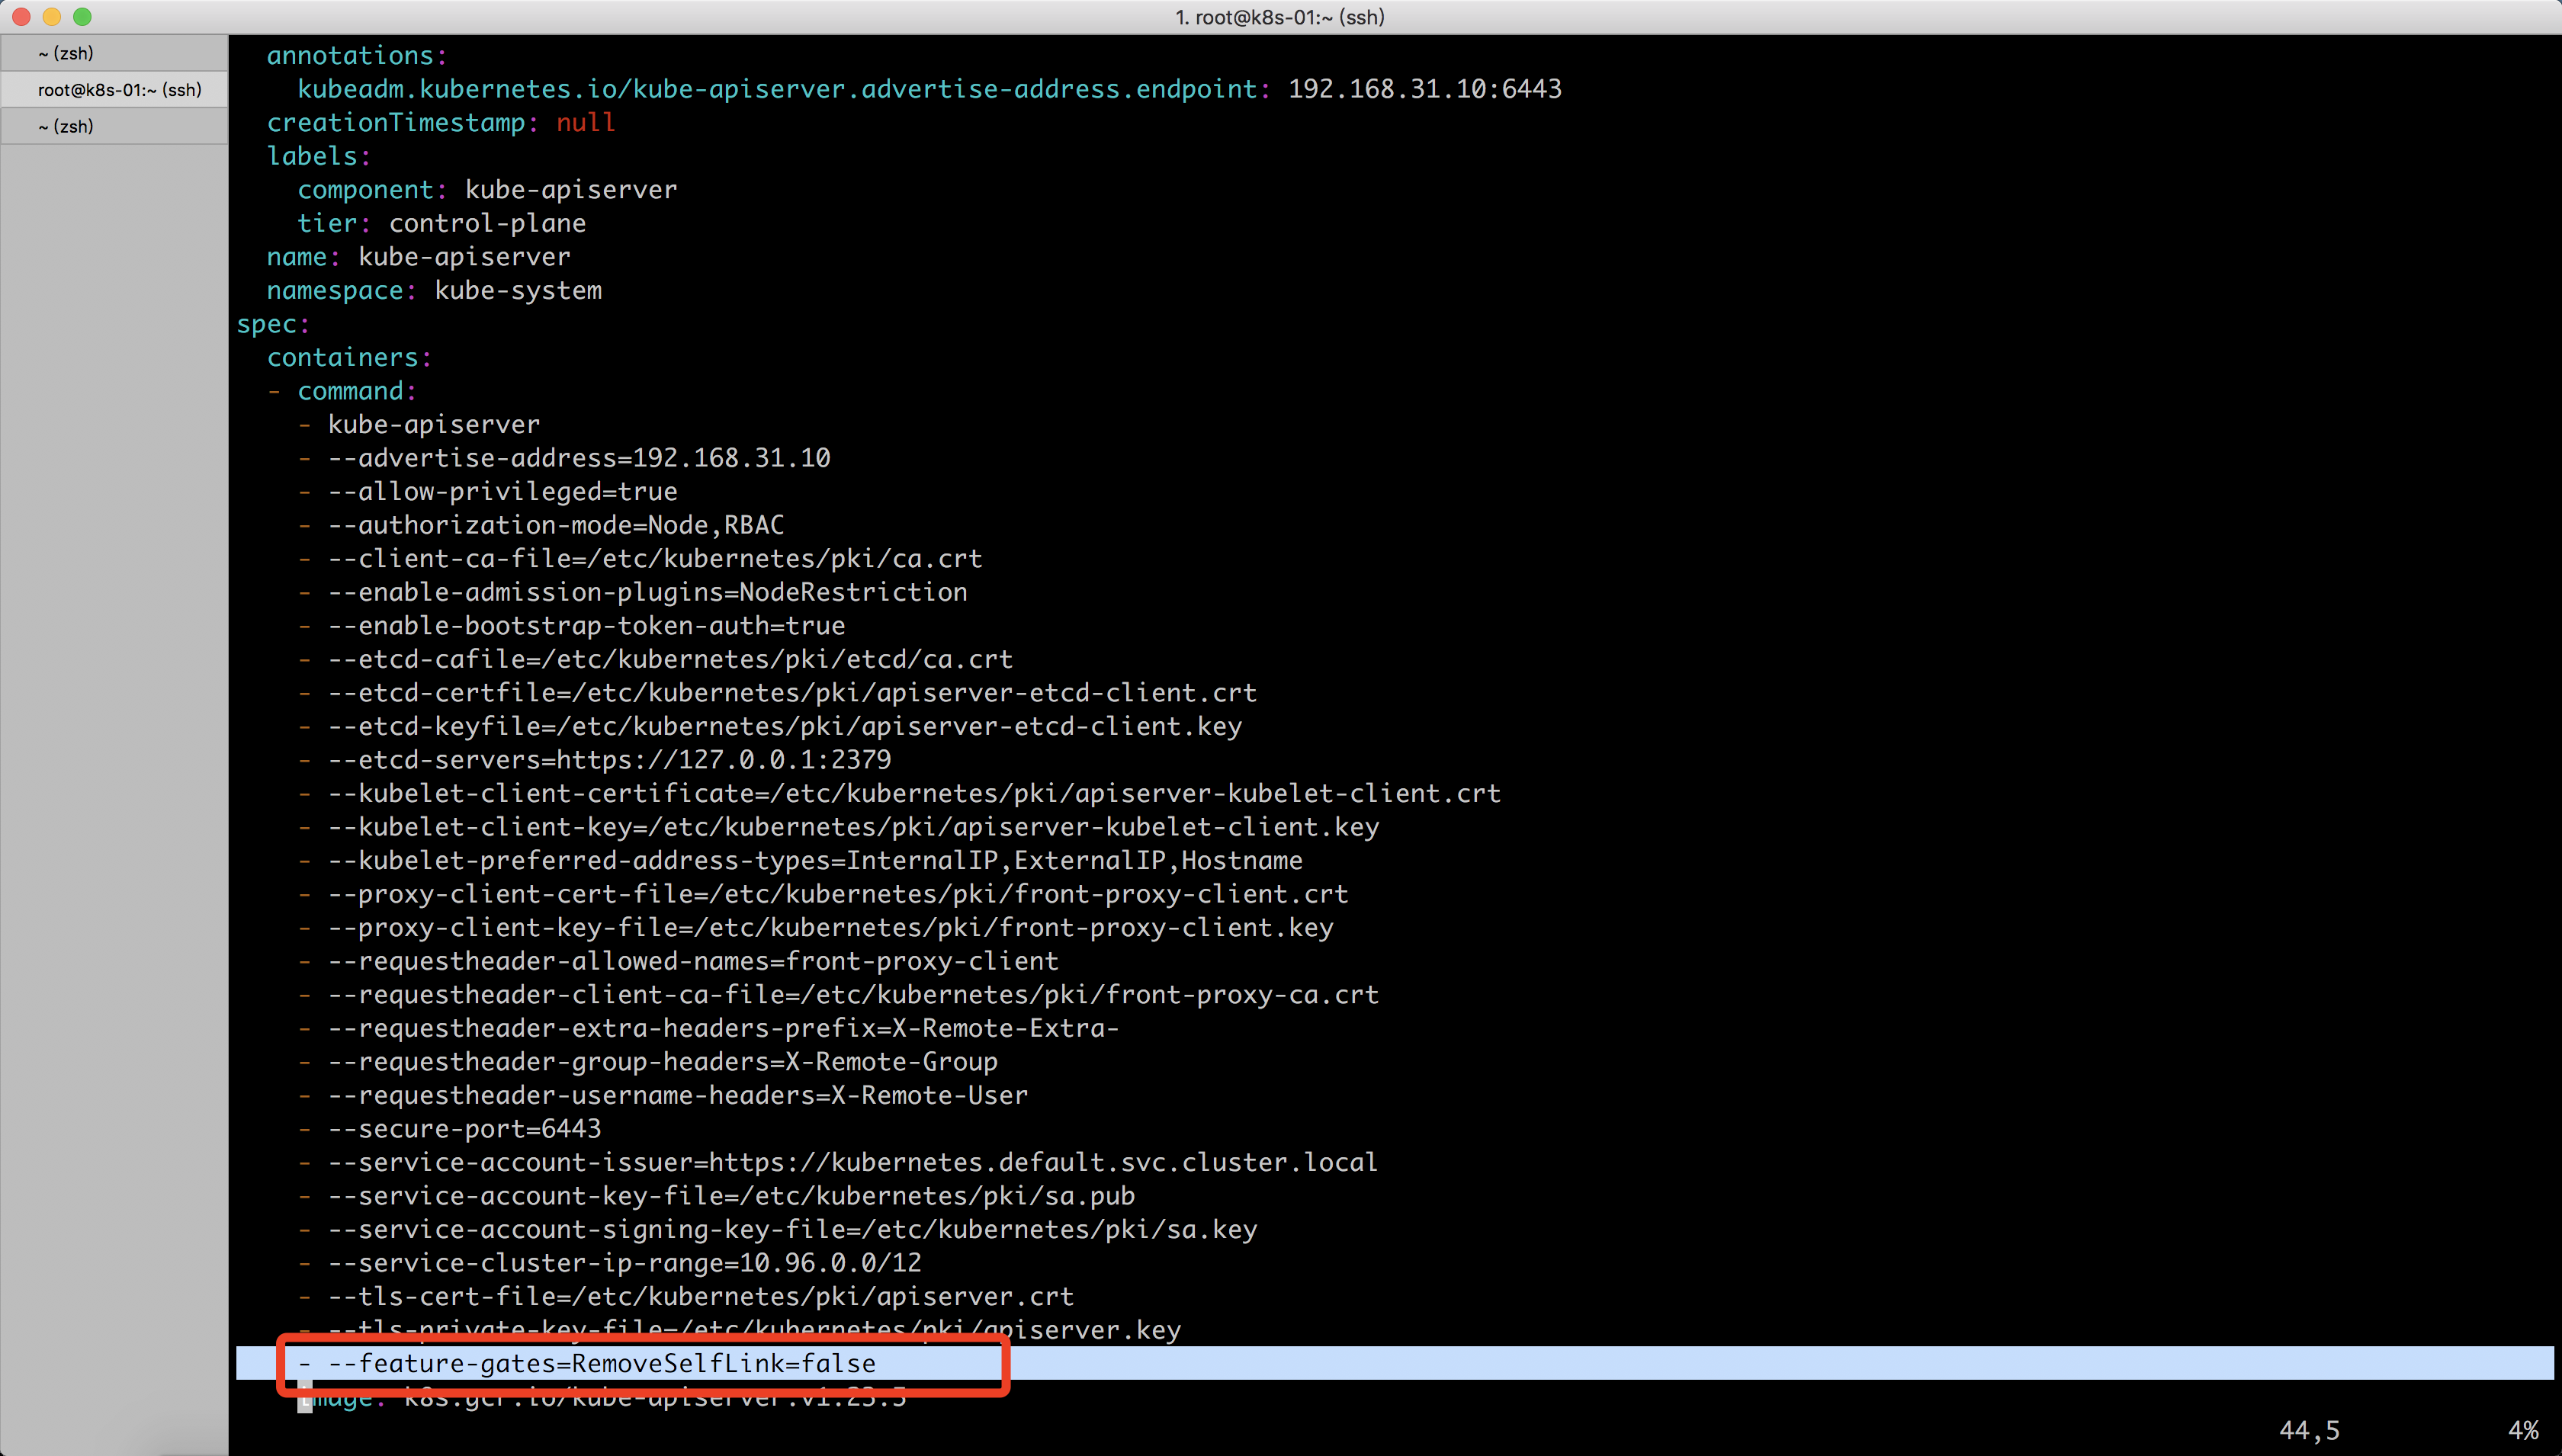 1. root@k8s-01:~ (ssh)
~ (zsh)
root@k8s-01:~ (ssh)
~ (zsh)
annotations:
kubeadm.kubernetes.io/kube-apiserver.advertise-address.endpoint: 192.168.31.10:6443
creationTimestamp: null
labels:
component: kube-apiserver
tier: control-plane
name: kube-apiserver
namespace: kube-system
spec:
containers:
- command:
- kube-apiserver
- --advertise-address=192.168.31.10
- --allow-privileged=true
- --authorization-mode=Node,RBAC
- --client-ca-file=/etc/kubernetes/pki/ca.crt
- --enable-admission-plugins=NodeRestriction
- --enable-bootstrap-token-auth=true
- --etcd-cafile=/etc/kubernetes/pki/etcd/ca.crt
- --etcd-certfile=/etc/kubernetes/pki/apiserver-etcd-client.crt
- --etcd-keyfile=/etc/kubernetes/pki/apiserver-etcd-client.key
- --etcd-servers=https://127.0.0.1:2379
- --kubelet-client-certificate=/etc/kubernetes/pki/apiserver-kubelet-client.crt
- --kubelet-client-key=/etc/kubernetes/pki/apiserver-kubelet-client.key
- --kubelet-preferred-address-types=InternalIP,ExternalIP,Hostname
- --proxy-client-cert-file=/etc/kubernetes/pki/front-proxy-client.crt
- --proxy-client-key-file=/etc/kubernetes/pki/front-proxy-client.key
- --requestheader-allowed-names=front-proxy-client
- --requestheader-client-ca-file=/etc/kubernetes/pki/front-proxy-ca.crt
- --requestheader-extra-headers-prefix=X-Remote-Extra-
- --requestheader-group-headers=X-Remote-Group
- --requestheader-username-headers=X-Remote-User
- --secure-port=6443
- --service-account-issuer=https://kubernetes.default.svc.cluster.local
- --service-account-key-file=/etc/kubernetes/pki/sa.pub
- --service-account-signing-key-file=/etc/kubernetes/pki/sa.key
- --service-cluster-ip-range=10.96.0.0/12
- --tls-cert-file=/etc/kubernetes/pki/apiserver.crt
- --tls-private-key-file=/etc/kubernetes/pki/apiserver.key
- --feature-gates=RemoveSelfLink=false
image: k8s.gcr.io/kube-apiserver:v1.23.5
44,5 4%